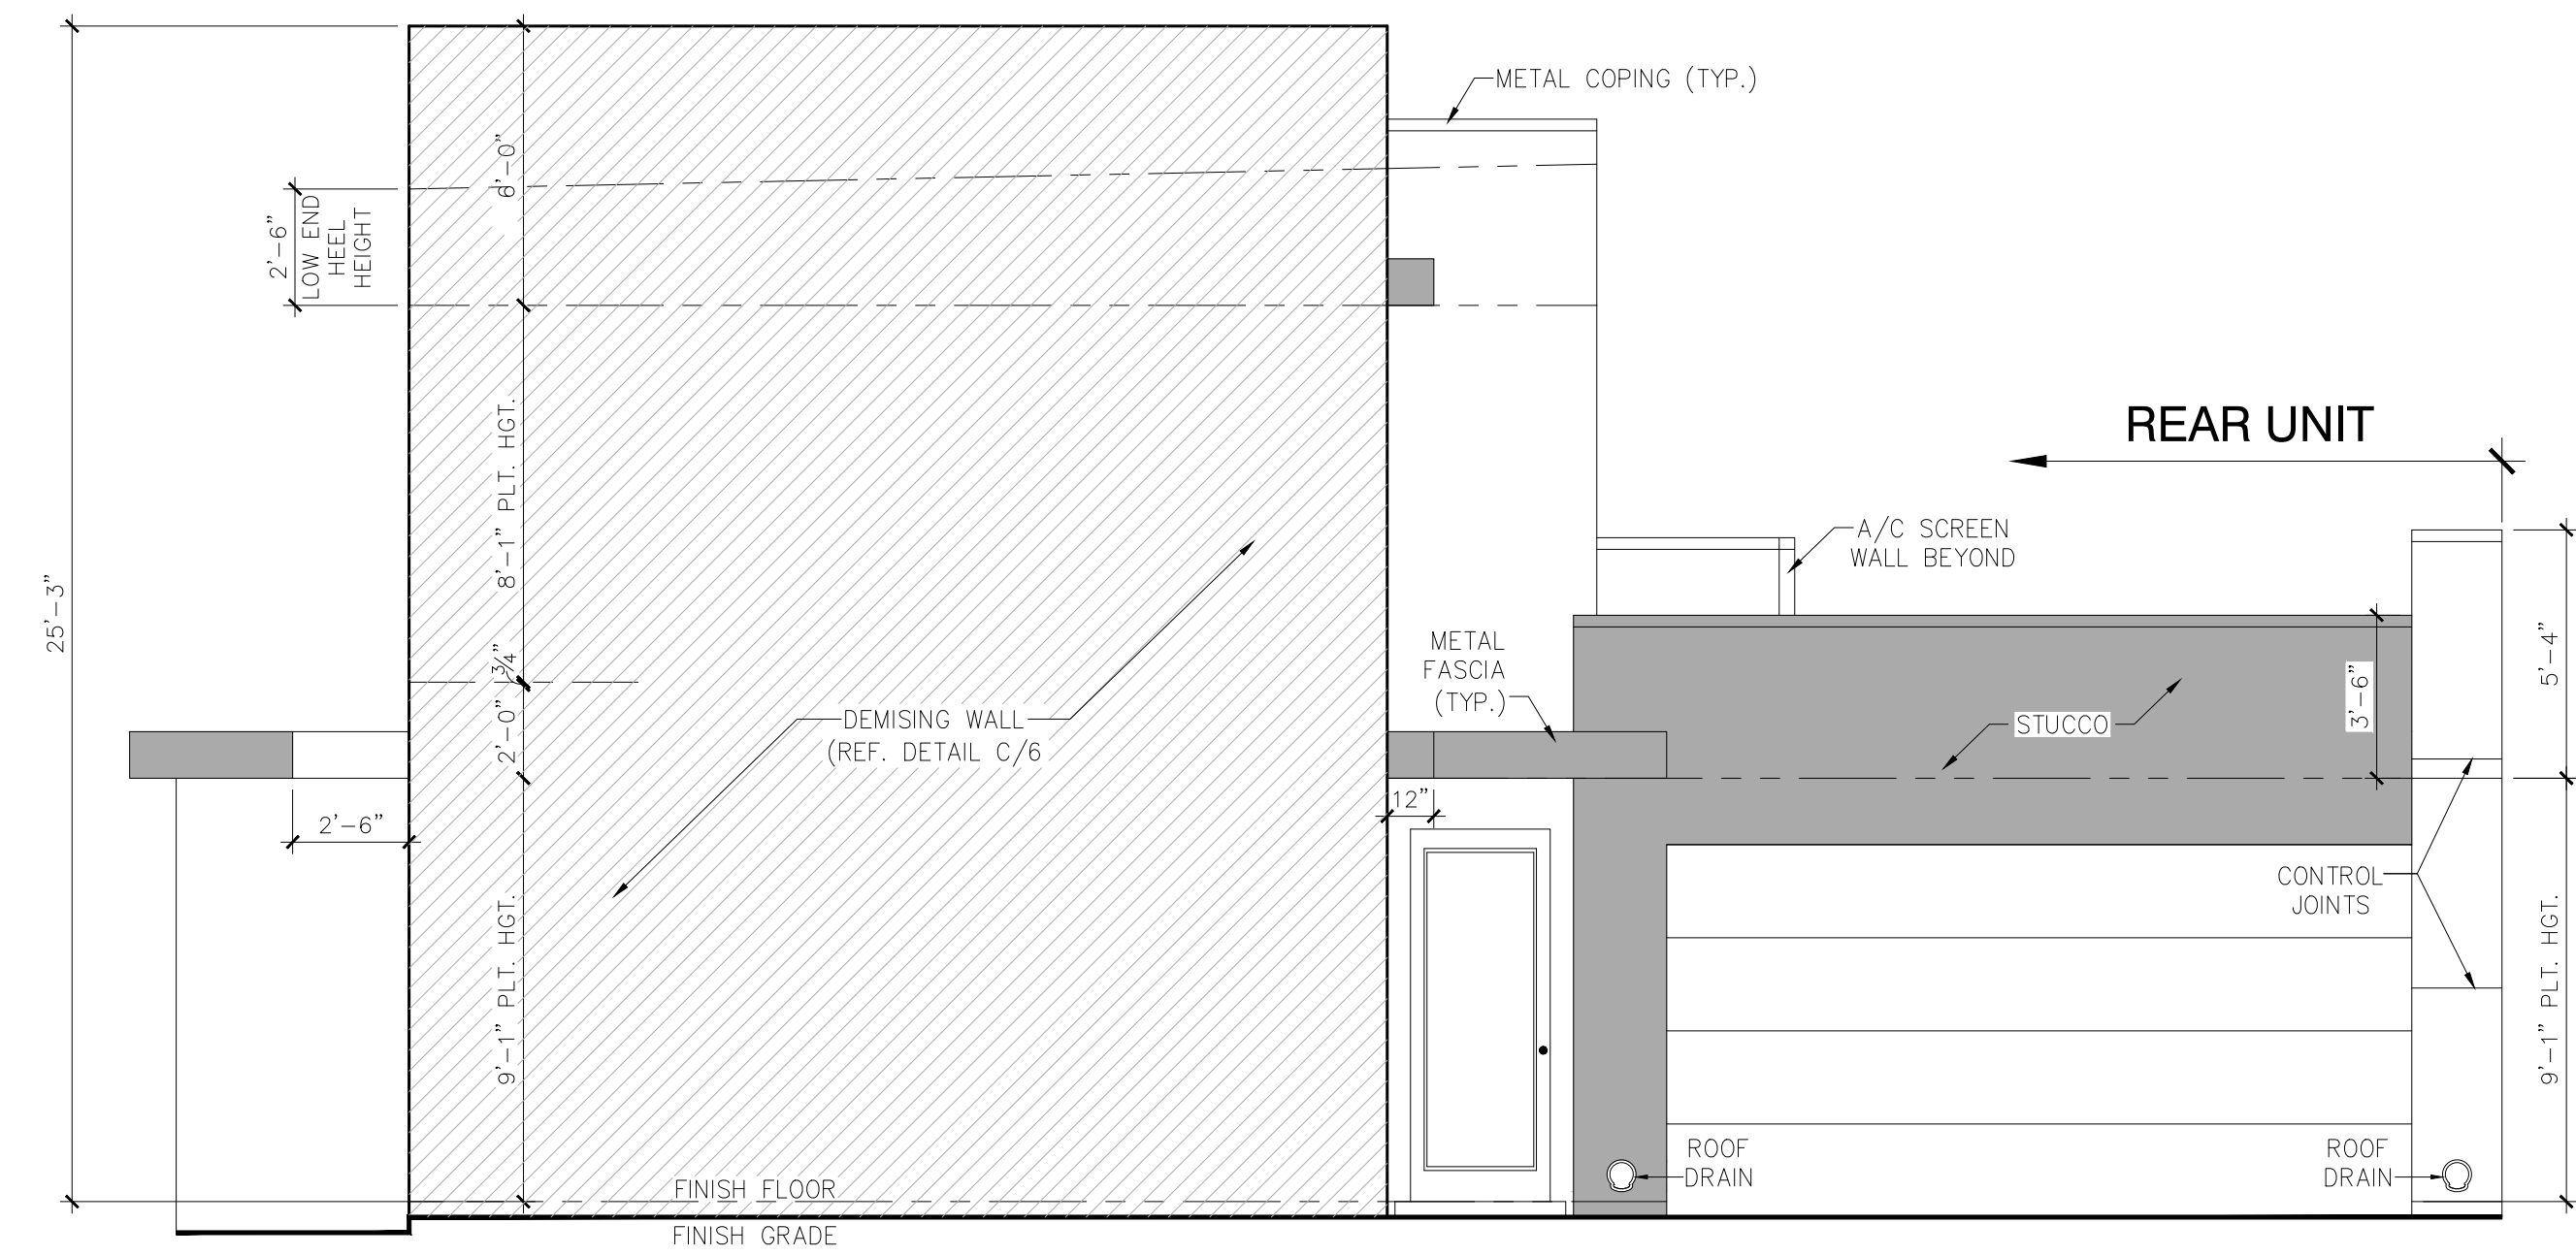 METAL COPING (TYP.)
6'-0"
2'-6"
LOW END
HEEL
HEIGHT
8'-1" PLT. HGT.
REAR UNIT
A/C SCREEN
WALL BEYOND
25'-3"
3/4"
2'-0"
METAL
FASCIA
(TYP.)
DEMISING WALL
(REF. DETAIL C/6
STUCCO
3'-6"
5'-4"
2'-6"
12"
CONTROL
JOINTS
9'-1" PLT. HGT.
9'-1" PLT. HGT.
ROOF
DRAIN
ROOF
DRAIN
FINISH FLOOR
FINISH GRADE